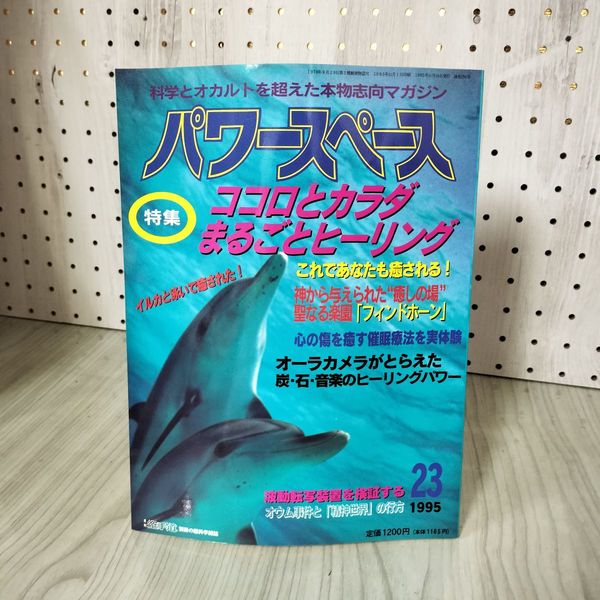 科学とオカルトを超えた本物志向マガジン
パワースペース
特集
ココロとカラダ
まるごとヒーリング
これであなたも癒される!
イルカと泳いで癒された!
神から与えられた“癒しの場”
聖なる楽園「フィンドホーン」
心の傷を癒す催眠療法を実体験
オーラカメラがとらえた
炭・石・音楽のヒーリングパワー
波動転写装置を検証する
オウム事件と「精神世界」の行方
23
1995
定価1200円(本体1165円)